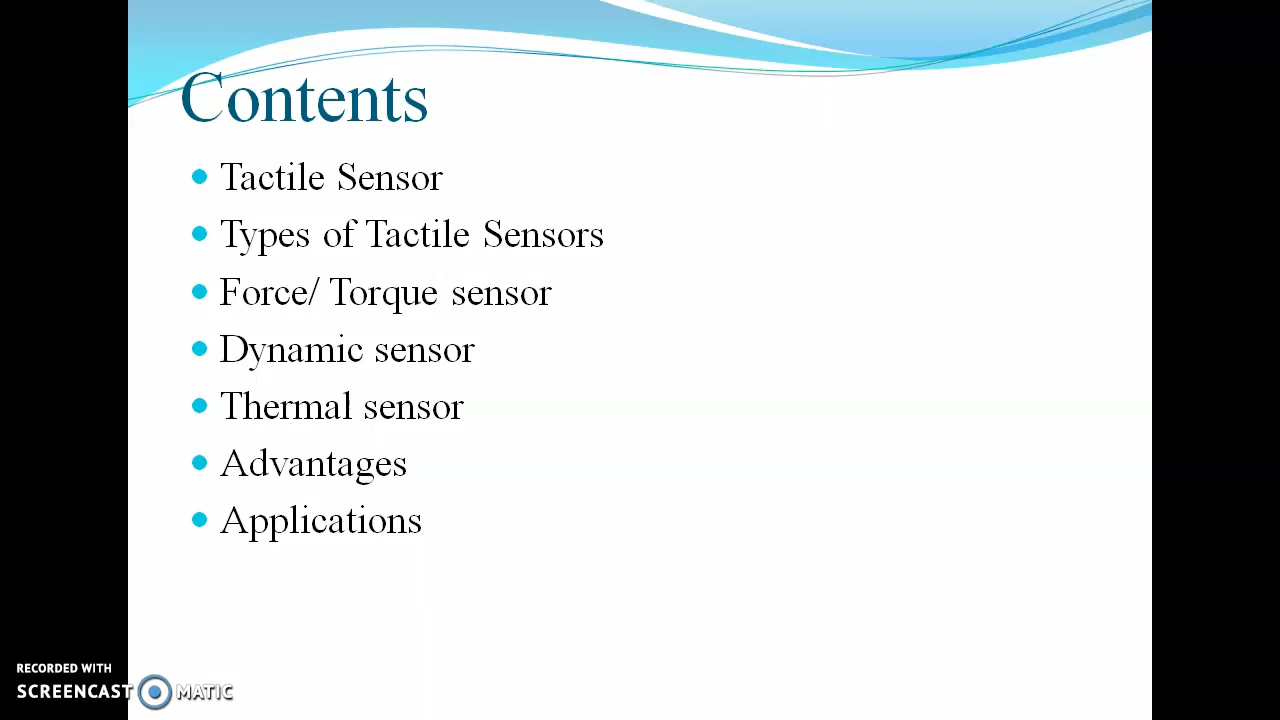 Contents
Tactile Sensor
Types of Tactile Sensors
Force/ Torque sensor
Dynamic sensor
Thermal sensor
Advantages
Applications
RECORDED WITH
SCREENCAST MATIC